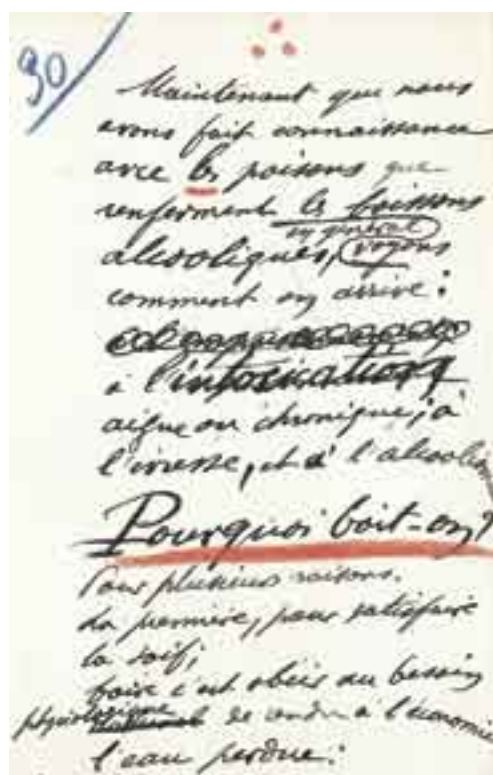 90/
Maintenant que nous
avons fait connaissance
avec les poisons que
renferment les boissons
en général
alcooliques, voyons
comment on arrive :
à l'intoxication
aigue ou chronique, à
l'ivresse, et à l'alcoolisme
Pourquoi boit-on ?
Pour plusieurs raisons.
La première, pour satisfaire
la soif ;
boire c'est obéir au besoin
physiologique de rendre à l'économie
l'eau perdue :